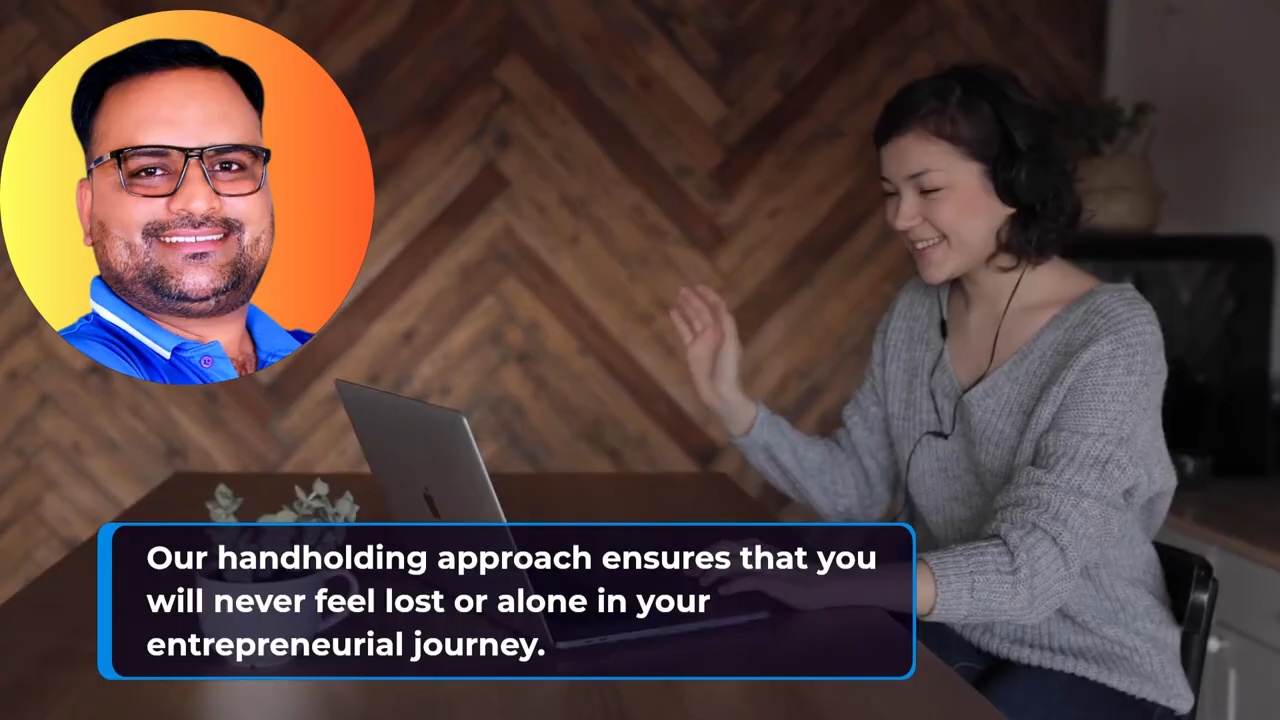 Our handholding approach ensures that you
will never feel lost or alone in your
entrepreneurial journey.